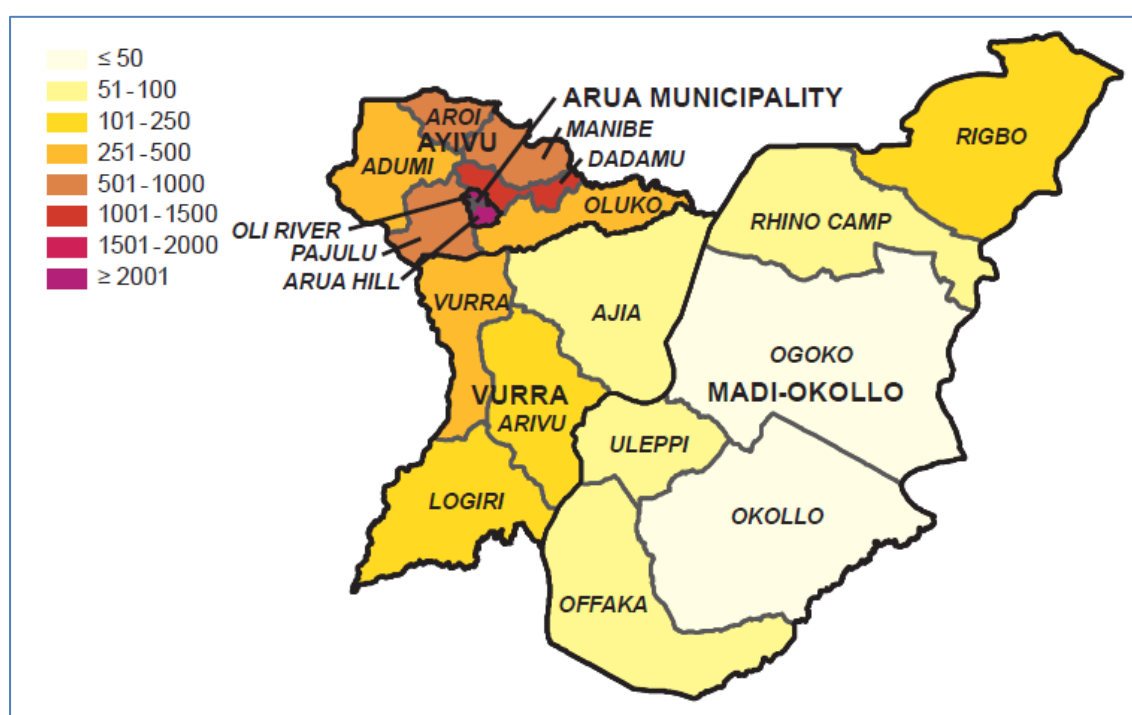 ≤ 50
51-100
101-250
251-500
501-1000
1001-1500
1501-2000
≥ 2001
ARUA MUNICIPALITY
AROI
AYIVU
MANIBE
ADUMI
DADAMU
RIGBO
OLUKO
OLI RIVER
RHINO CAMP
PAJULU
ARUA HILL
VURRA
AJIA
OGOKO
MADI-OKOLLO
VURRA
ARIVU
ULEPPI
LOGIRI
OKOLLO
OFFAKA